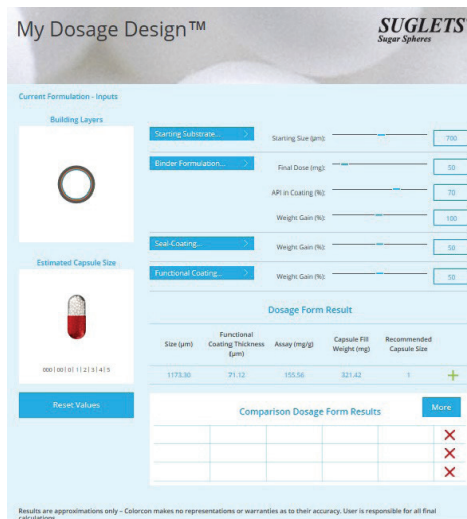 My Dosage Design™
SUGLETS
Sugar Spheres
Current Formulation - Inputs
Building Layers
Starting Substrate... >
Starting Size (µm):
700
Binder Formulation... >
Final Dose (mg):
50
API in Coating (%):
70
Weight Gain (%):
100
Seal-Coating... >
Weight Gain (%):
50
Estimated Capsule Size
Functional Coating... >
Weight Gain (%):
50
Dosage Form Result
Size (µm)
Functional
Coating Thickness
(µm)
Assay (mg/g)
Capsule Fill
Weight (mg)
Recommended
Capsule Size
000 | 00 | 0 | 1 | 2 | 3 | 4 | 5
1173.30
71.12
155.56
321.42
1
Reset Values
Comparison Dosage Form Results
More
Results are approximations only – Colorcon makes no representations or warranties as to their accuracy. User is responsible for all final
calculations.